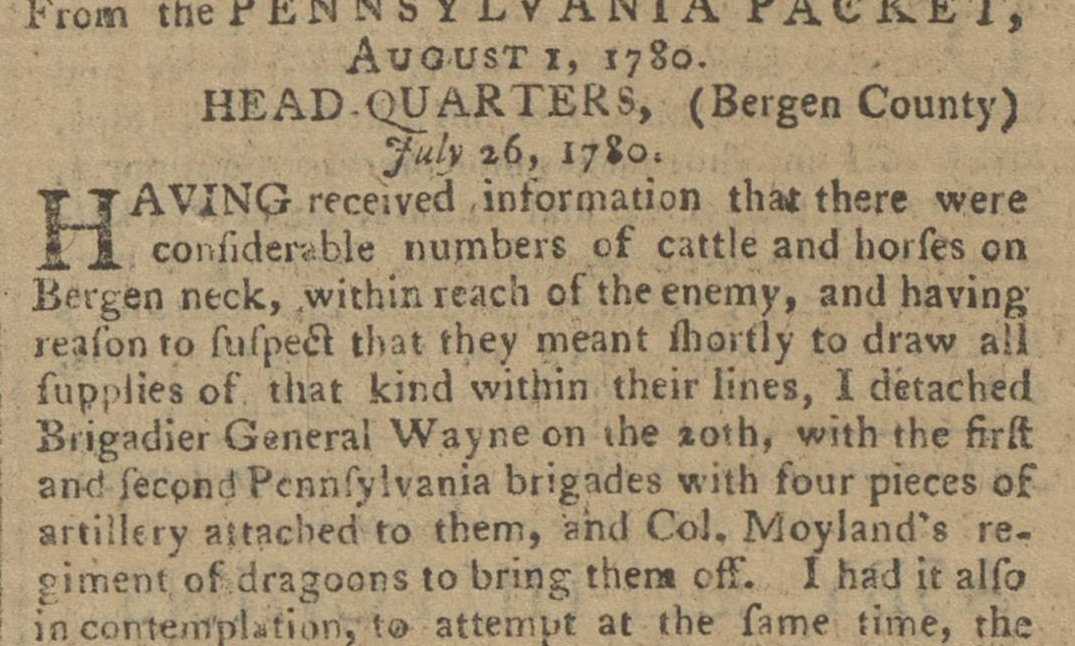 From the PENNSYLVANIA PACKET,
AUGUST 1, 1780.
HEAD-QUARTERS, (Bergen County)
July 26, 1780.
HAVING received information that there were
conſiderable numbers of cattle and horſes on
Bergen neck, within reach of the enemy, and having
reaſon to ſuſpect that they meant ſhortly to draw all
ſupplies of that kind within their lines, I detached
Brigadier General Wayne on the 20th, with the firſt
and ſecond Pennſylvania brigades with four pieces of
artillery attached to them, and Col. Moyland's re-
giment of dragoons to bring them off. I had it alſo
in contemplation, to attempt at the ſame time, the